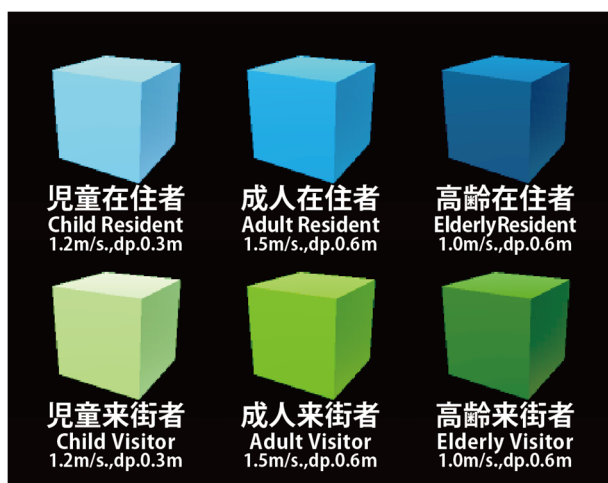 児童在住者
Child Resident
1.2m/s.,dp.0.3m
成人在住者
Adult Resident
1.5m/s.,dp.0.6m
高齢在住者
ElderlyResident
1.0m/s.,dp.0.6m
児童来街者
Child Visitor
1.2m/s.,dp.0.3m
成人来街者
Adult Visitor
1.5m/s.,dp.0.6m
高齢来街者
Elderly Visitor
1.0m/s.,dp.0.6m